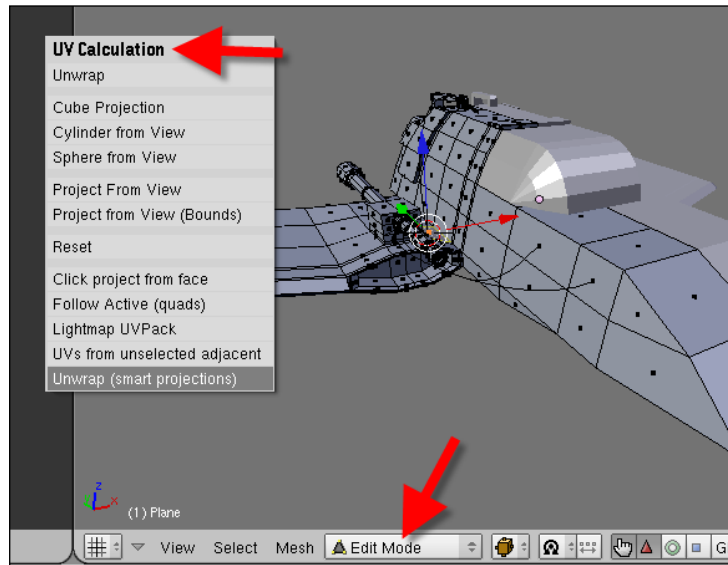 UV Calculation
Unwrap
Cube Projection
Cylinder from View
Sphere from View
Project From View
Project from View (Bounds)
Reset
Click project from face
Follow Active (quads)
Lightmap UVPack
UVs from unselected adjacent
Unwrap (smart projections)
z
x
(1) Plane
View Select Mesh Edit Mode G